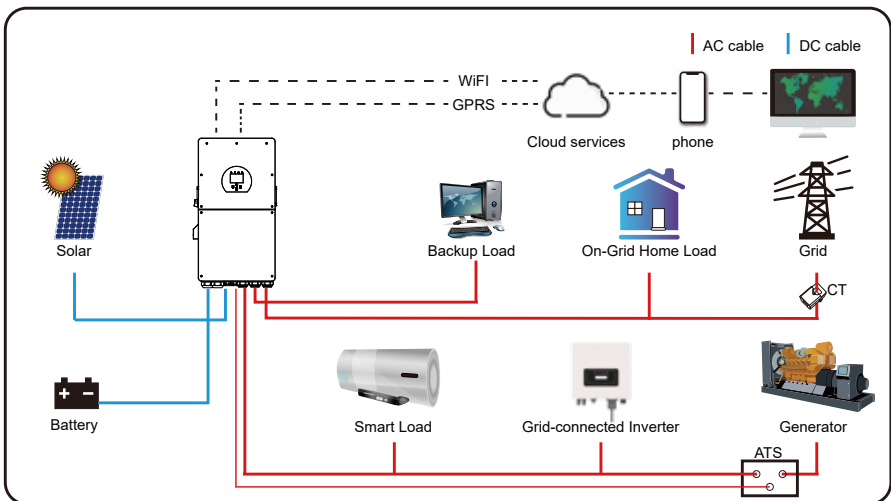 AC cable
DC cable
WiFI
GPRS
Cloud services
phone
Solar
Backup Load
On-Grid Home Load
Grid
CT
Battery
Smart Load
Grid-connected Inverter
Generator
ATS